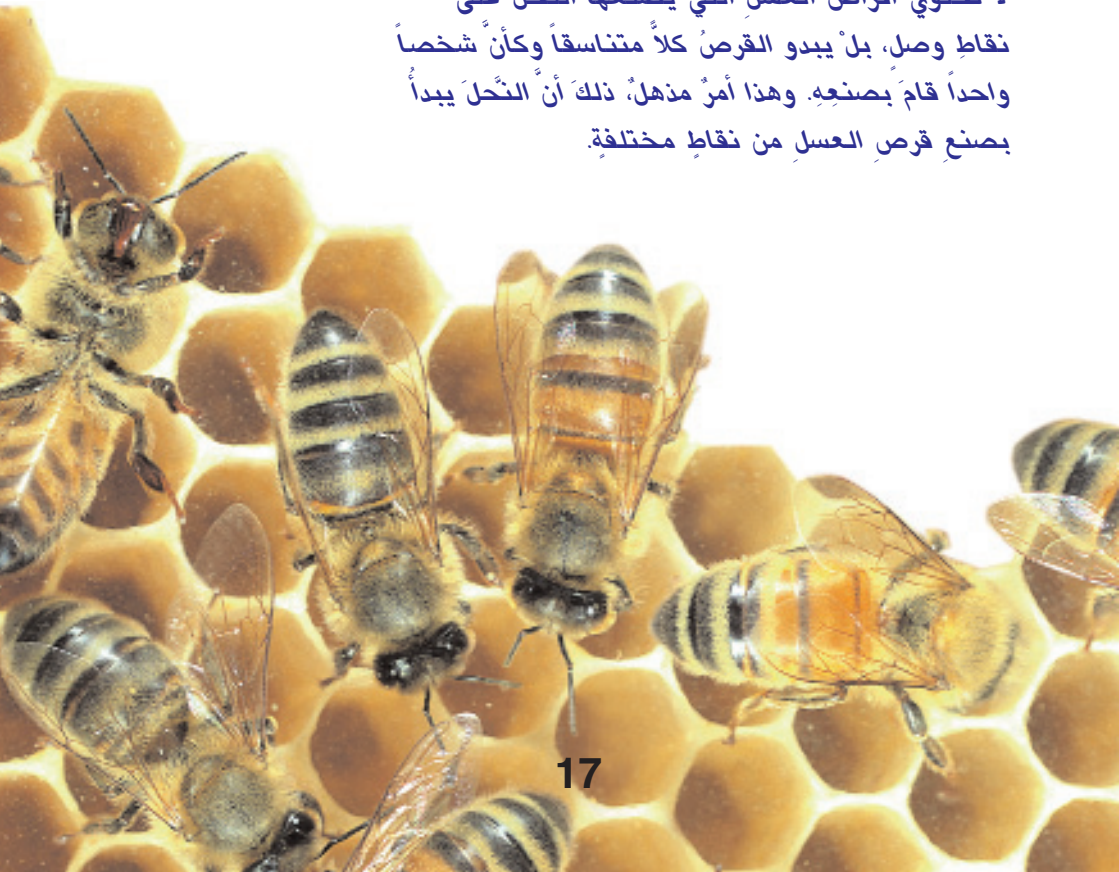 نقاطِ وصلٍ، بلْ يبدو القرصُ كلاًّ متناسقاً وكأنَّ شخصاً
واحداً قامَ بصنعِهِ. وهذا أمرٌ مذهلٌ، ذلكَ أنَّ النَّحلَ يبدأُ
بصنعِ قرصِ العسلِ من نقاطٍ مختلفةٍ.
17